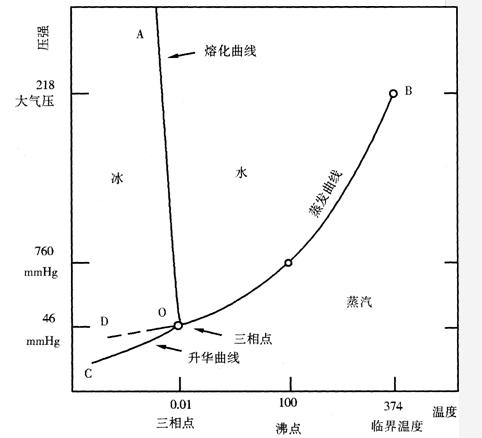 压强
A
熔化曲线
218
大气压
B
冰
水
蒸发曲线
760
mmHg
蒸汽
D
O
46
mmHg
三相点
升华曲线
C
0.01
100
374
温度
三相点
沸点
临界温度